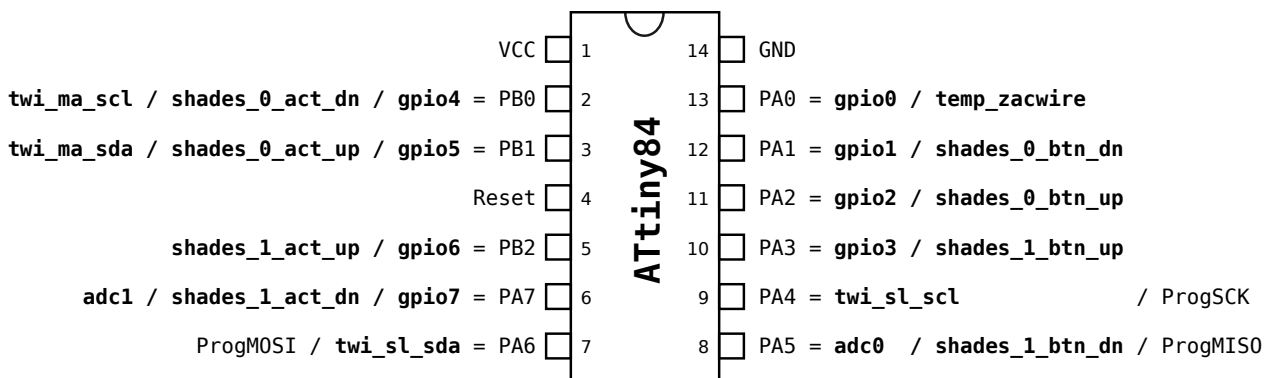 VCC 1 14 GND
twi_ma_scl / shades_0_act_dn / gpio4 = PB0 2 13 PA0 = gpio0 / temp_zacwire
twi_ma_sda / shades_0_act_up / gpio5 = PB1 3 12 PA1 = gpio1 / shades_0_btn_dn
Reset 4 11 PA2 = gpio2 / shades_0_btn_up
shades_1_act_up / gpio6 = PB2 5 10 PA3 = gpio3 / shades_1_btn_up
adc1 / shades_1_act_dn / gpio7 = PA7 6 9 PA4 = twi_sl_scl / ProgSCK
ProgMOSI / twi_sl_sda = PA6 7 8 PA5 = adc0 / shades_1_btn_dn / ProgMISO
ATtiny84